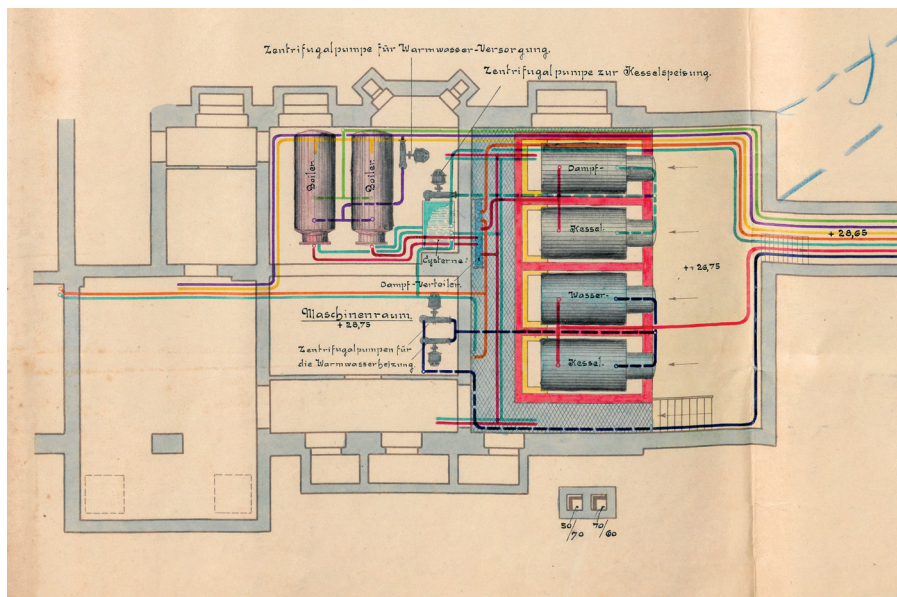 Zentrifugalpumpe für Warmwasser-Versorgung.
Zentrifugalpumpe zur Kesselspeisung.
Boiler
Boiler
Dampf-
Kessel.
Wasser-
Kessel.
+ 28,65
+ 26,75
Cysterne
Dampf-Verteiler.
Maschinenraum
+ 28,75
Zentrifugalpumpen für
die Warmwasserheizung.
50/70
70/60